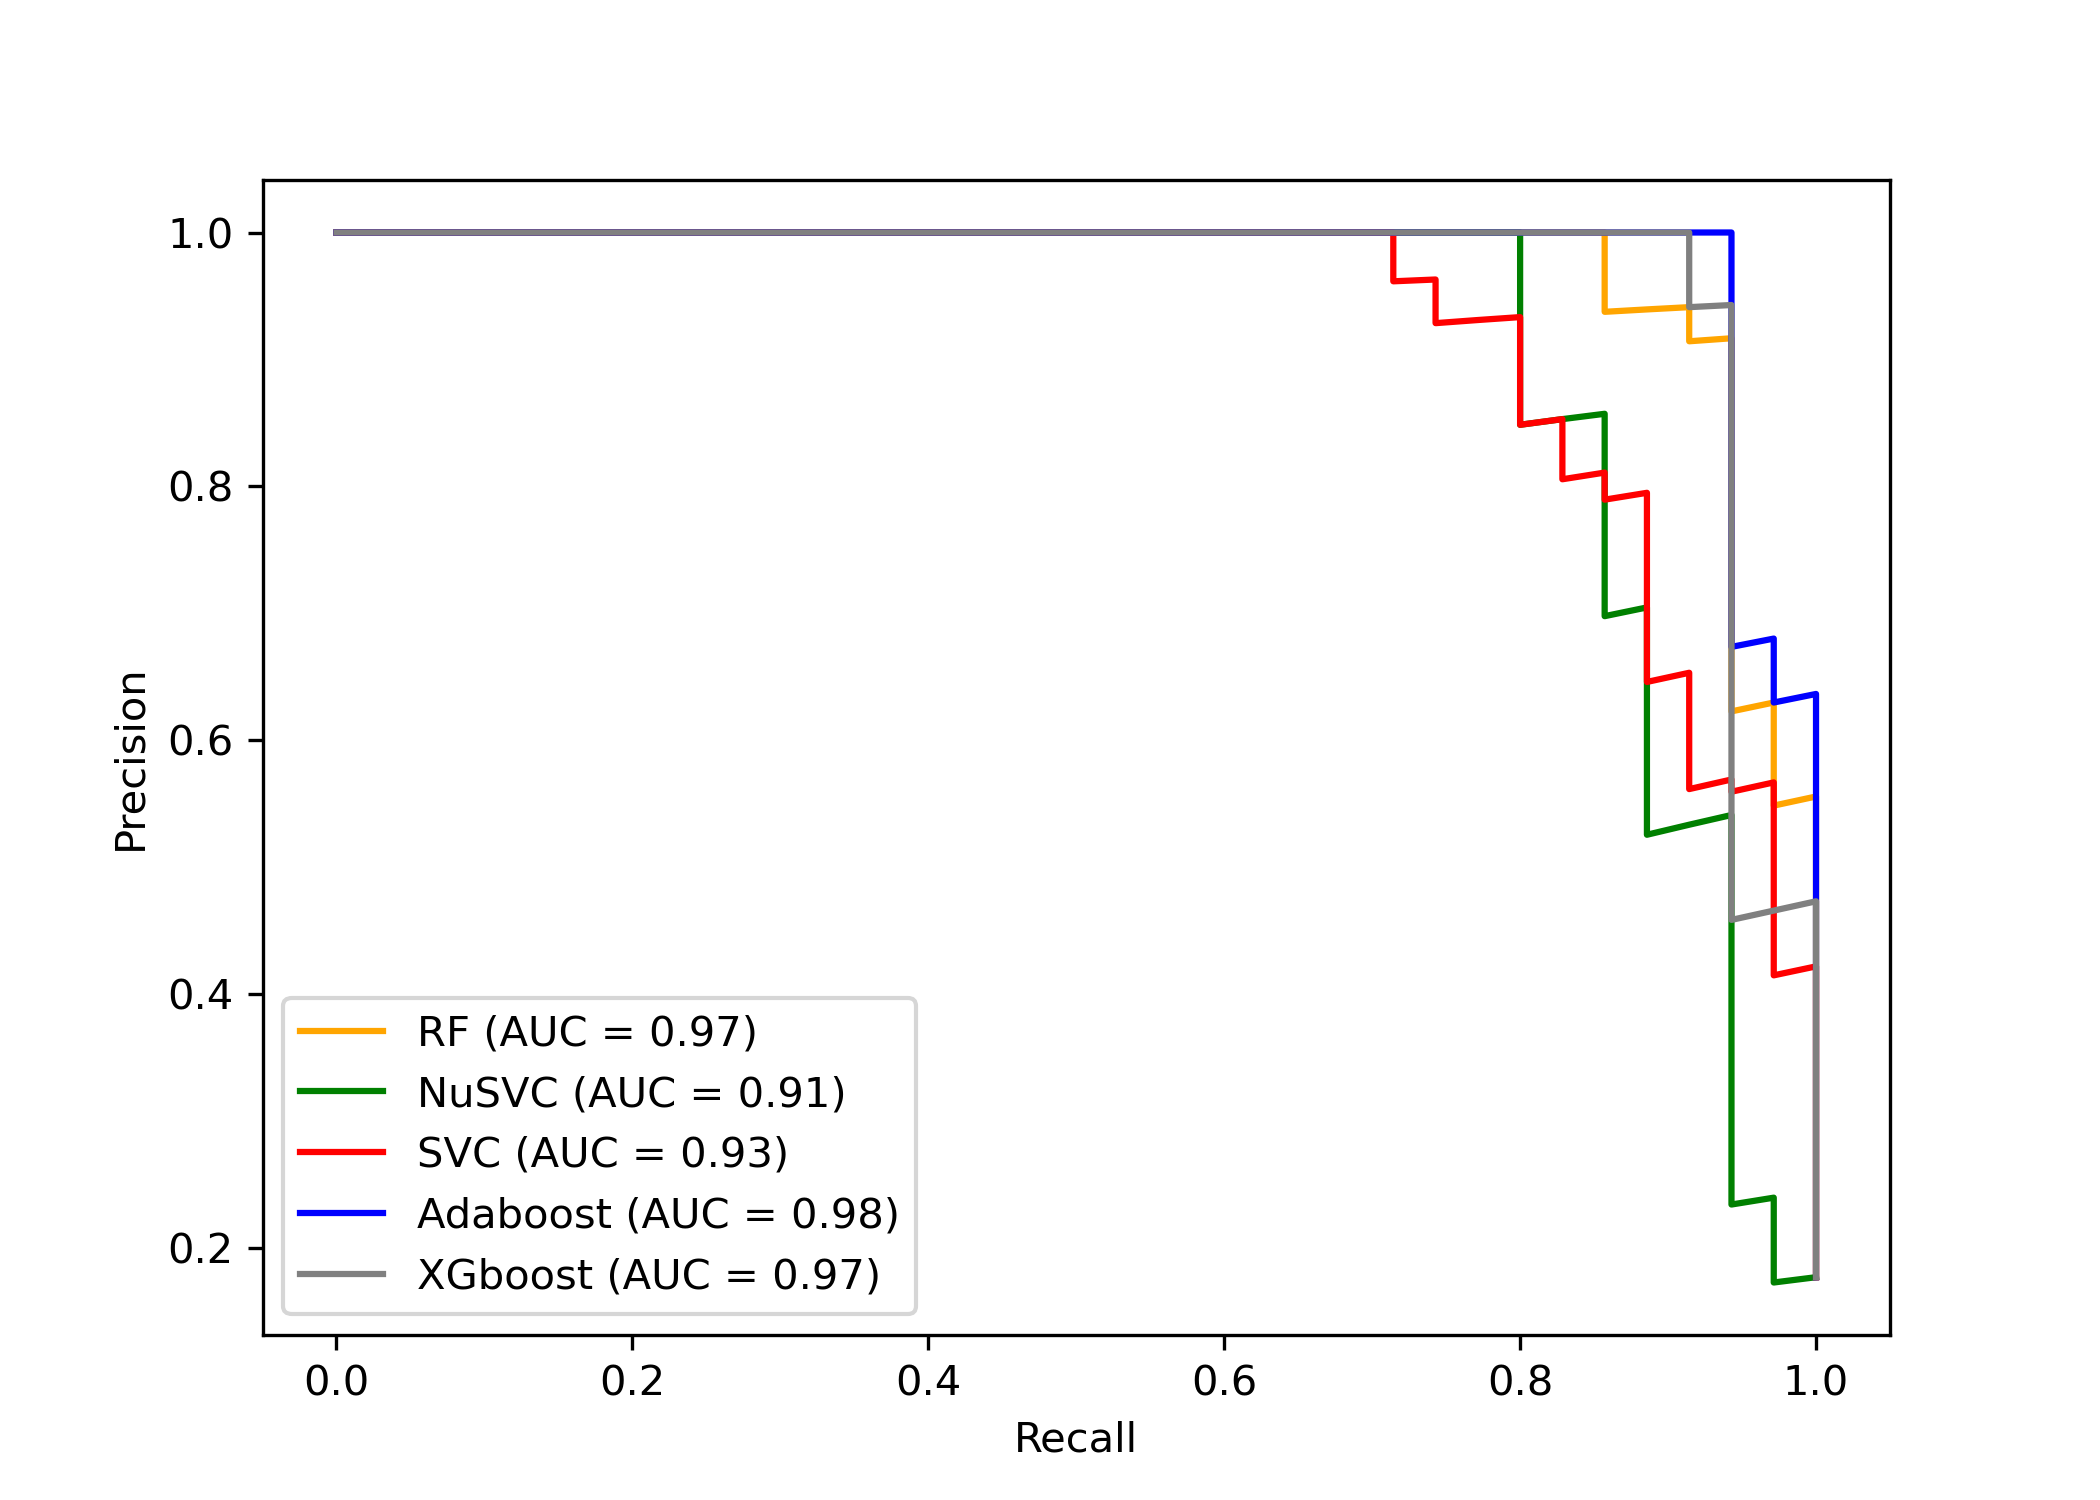 1.0
0.8
0.6
0.4
0.2
Precision
RF (AUC = 0.97)
NuSVC (AUC = 0.91)
SVC (AUC = 0.93)
Adaboost (AUC = 0.98)
XGboost (AUC = 0.97)
0.0 0.2 0.4 0.6 0.8 1.0
Recall